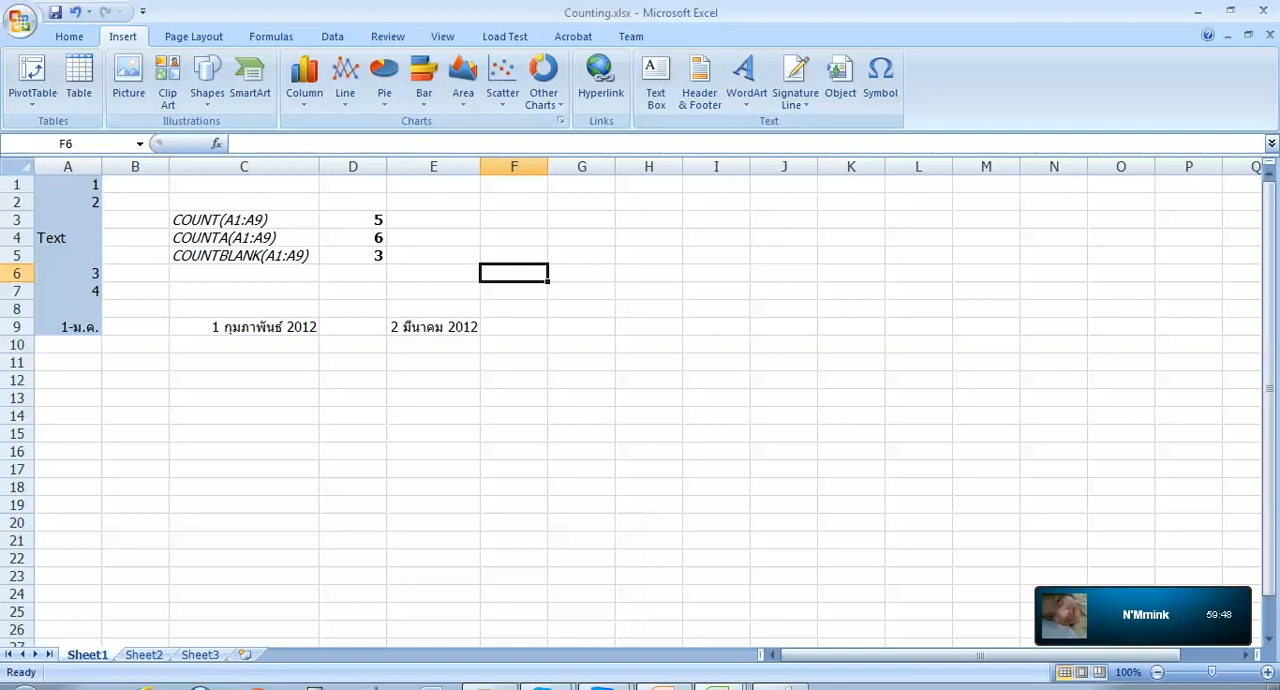 Counting.xlsx - Microsoft Excel
Home Insert Page Layout Formulas Data Review View Load Test Acrobat Team
PivotTable Table Picture Clip Art Shapes SmartArt Column Line Pie Bar Area Scatter Other Charts Hyperlink Text Box Header & Footer WordArt Signature Line Object Symbol
Tables Illustrations Charts Links Text
F6 fx
A B C D E F G H I J K L M N O P Q
1 1
2 2
3 COUNT(A1:A9) 5
4 Text COUNTA(A1:A9) 6
5 COUNTBLANK(A1:A9) 3
6 3
7 4
8
9 1-ม.ค. 1 กุมภาพันธ์ 2012 2 มีนาคม 2012
10
11
12
13
14
15
16
17
18
19
20
21
22
23
24
25
26
27
N'Mmink 59:48
Sheet1 Sheet2 Sheet3
Ready 100%